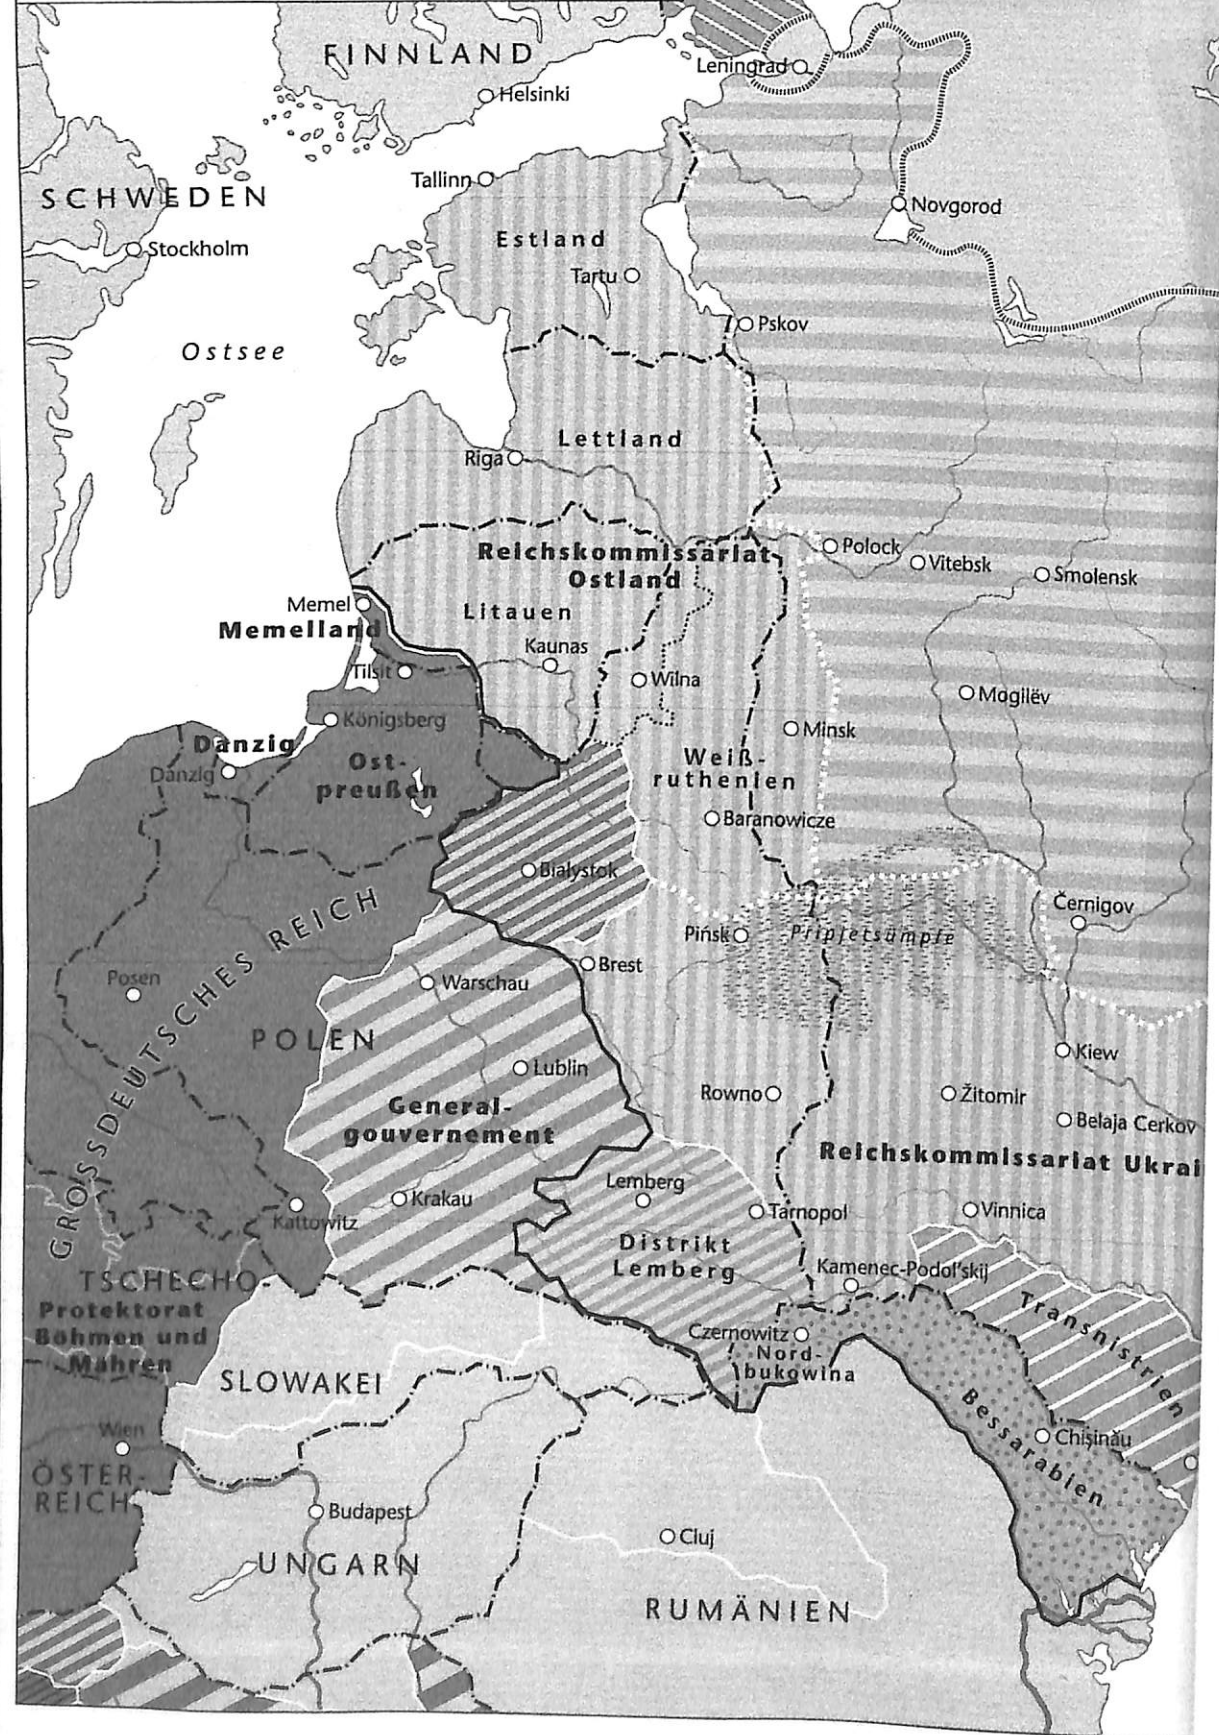 FINNLAND
Leningrad
Helsinki
Tallinn
SCHWEDEN
Novgorod
Stockholm
Estland
Tartu
Pskov
Ostsee
Lettland
Riga
Reichskommissariat
Ostland
Polock
Vitebsk
Smolensk
Memel
Memelland
Litauen
Kaunas
Tilsit
Wilna
Mogilëv
Königsberg
Minsk
Danzig
Danzig
Ost-
preußen
Weiß-
ruthenien
Baranowicze
Białystok
GROSSDEUTSCHES REICH
Černigov
Pińsk
Pripjetsümpfe
Brest
Posen
Warschau
POLEN
Kiew
Lublin
Rowno
Žitomir
General-
gouvernement
Belaja Cerkov
Reichskommissariat Ukrai
Lemberg
Krakau
Kattowitz
Tarnopol
Vinnica
Distrikt
Lemberg
Kamenec-Podol'skij
TSCHECHO-
Protektorat
Böhmen und
Mähren
Transnistrien
Czernowitz
Nord-
bukowina
SLOWAKEI
Bessarabien
Wien
Chişinău
ÖSTER-
REICH
Budapest
Cluj
UNGARN
RUMÄNIEN